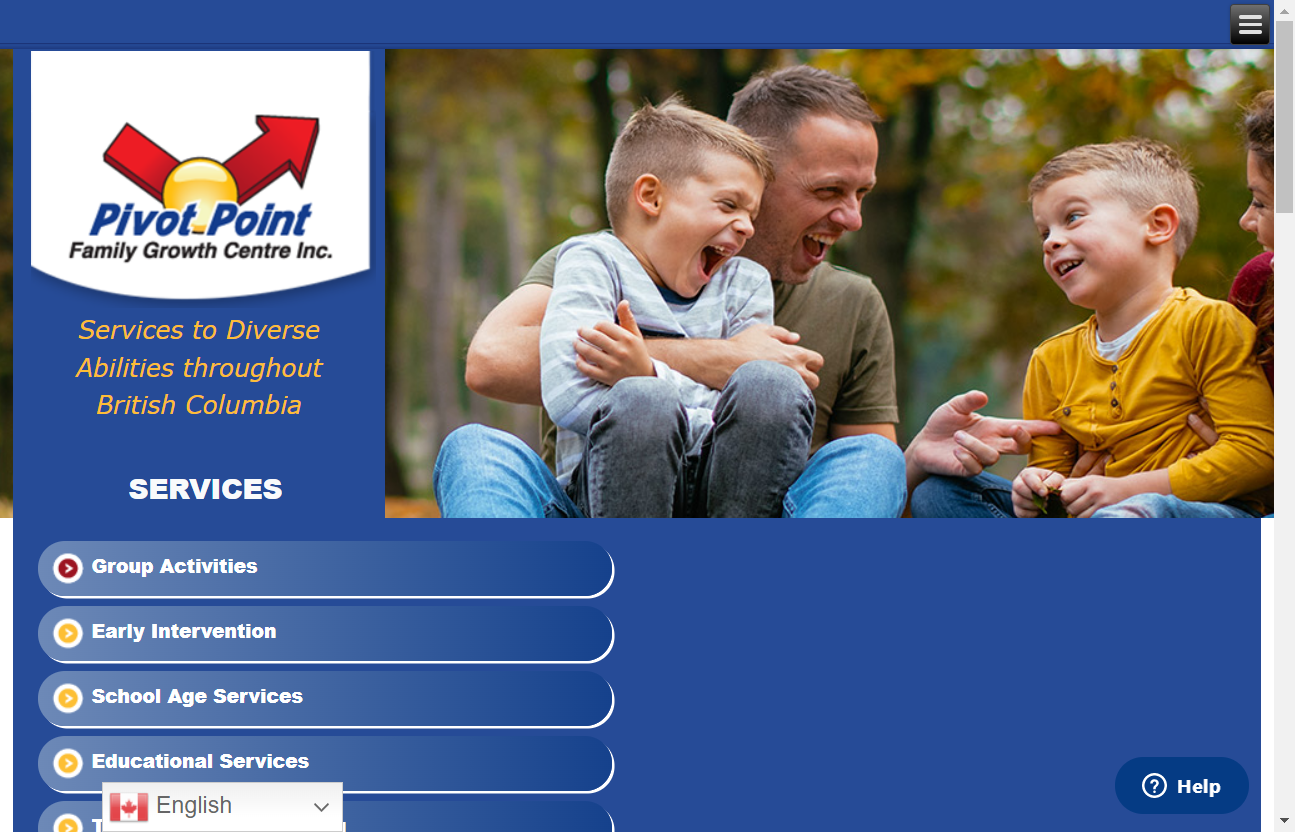 Pivot Point
Family Growth Centre Inc.
Services to Diverse
Abilities throughout
British Columbia
SERVICES
Group Activities
Early Intervention
School Age Services
Educational Services
English
Help